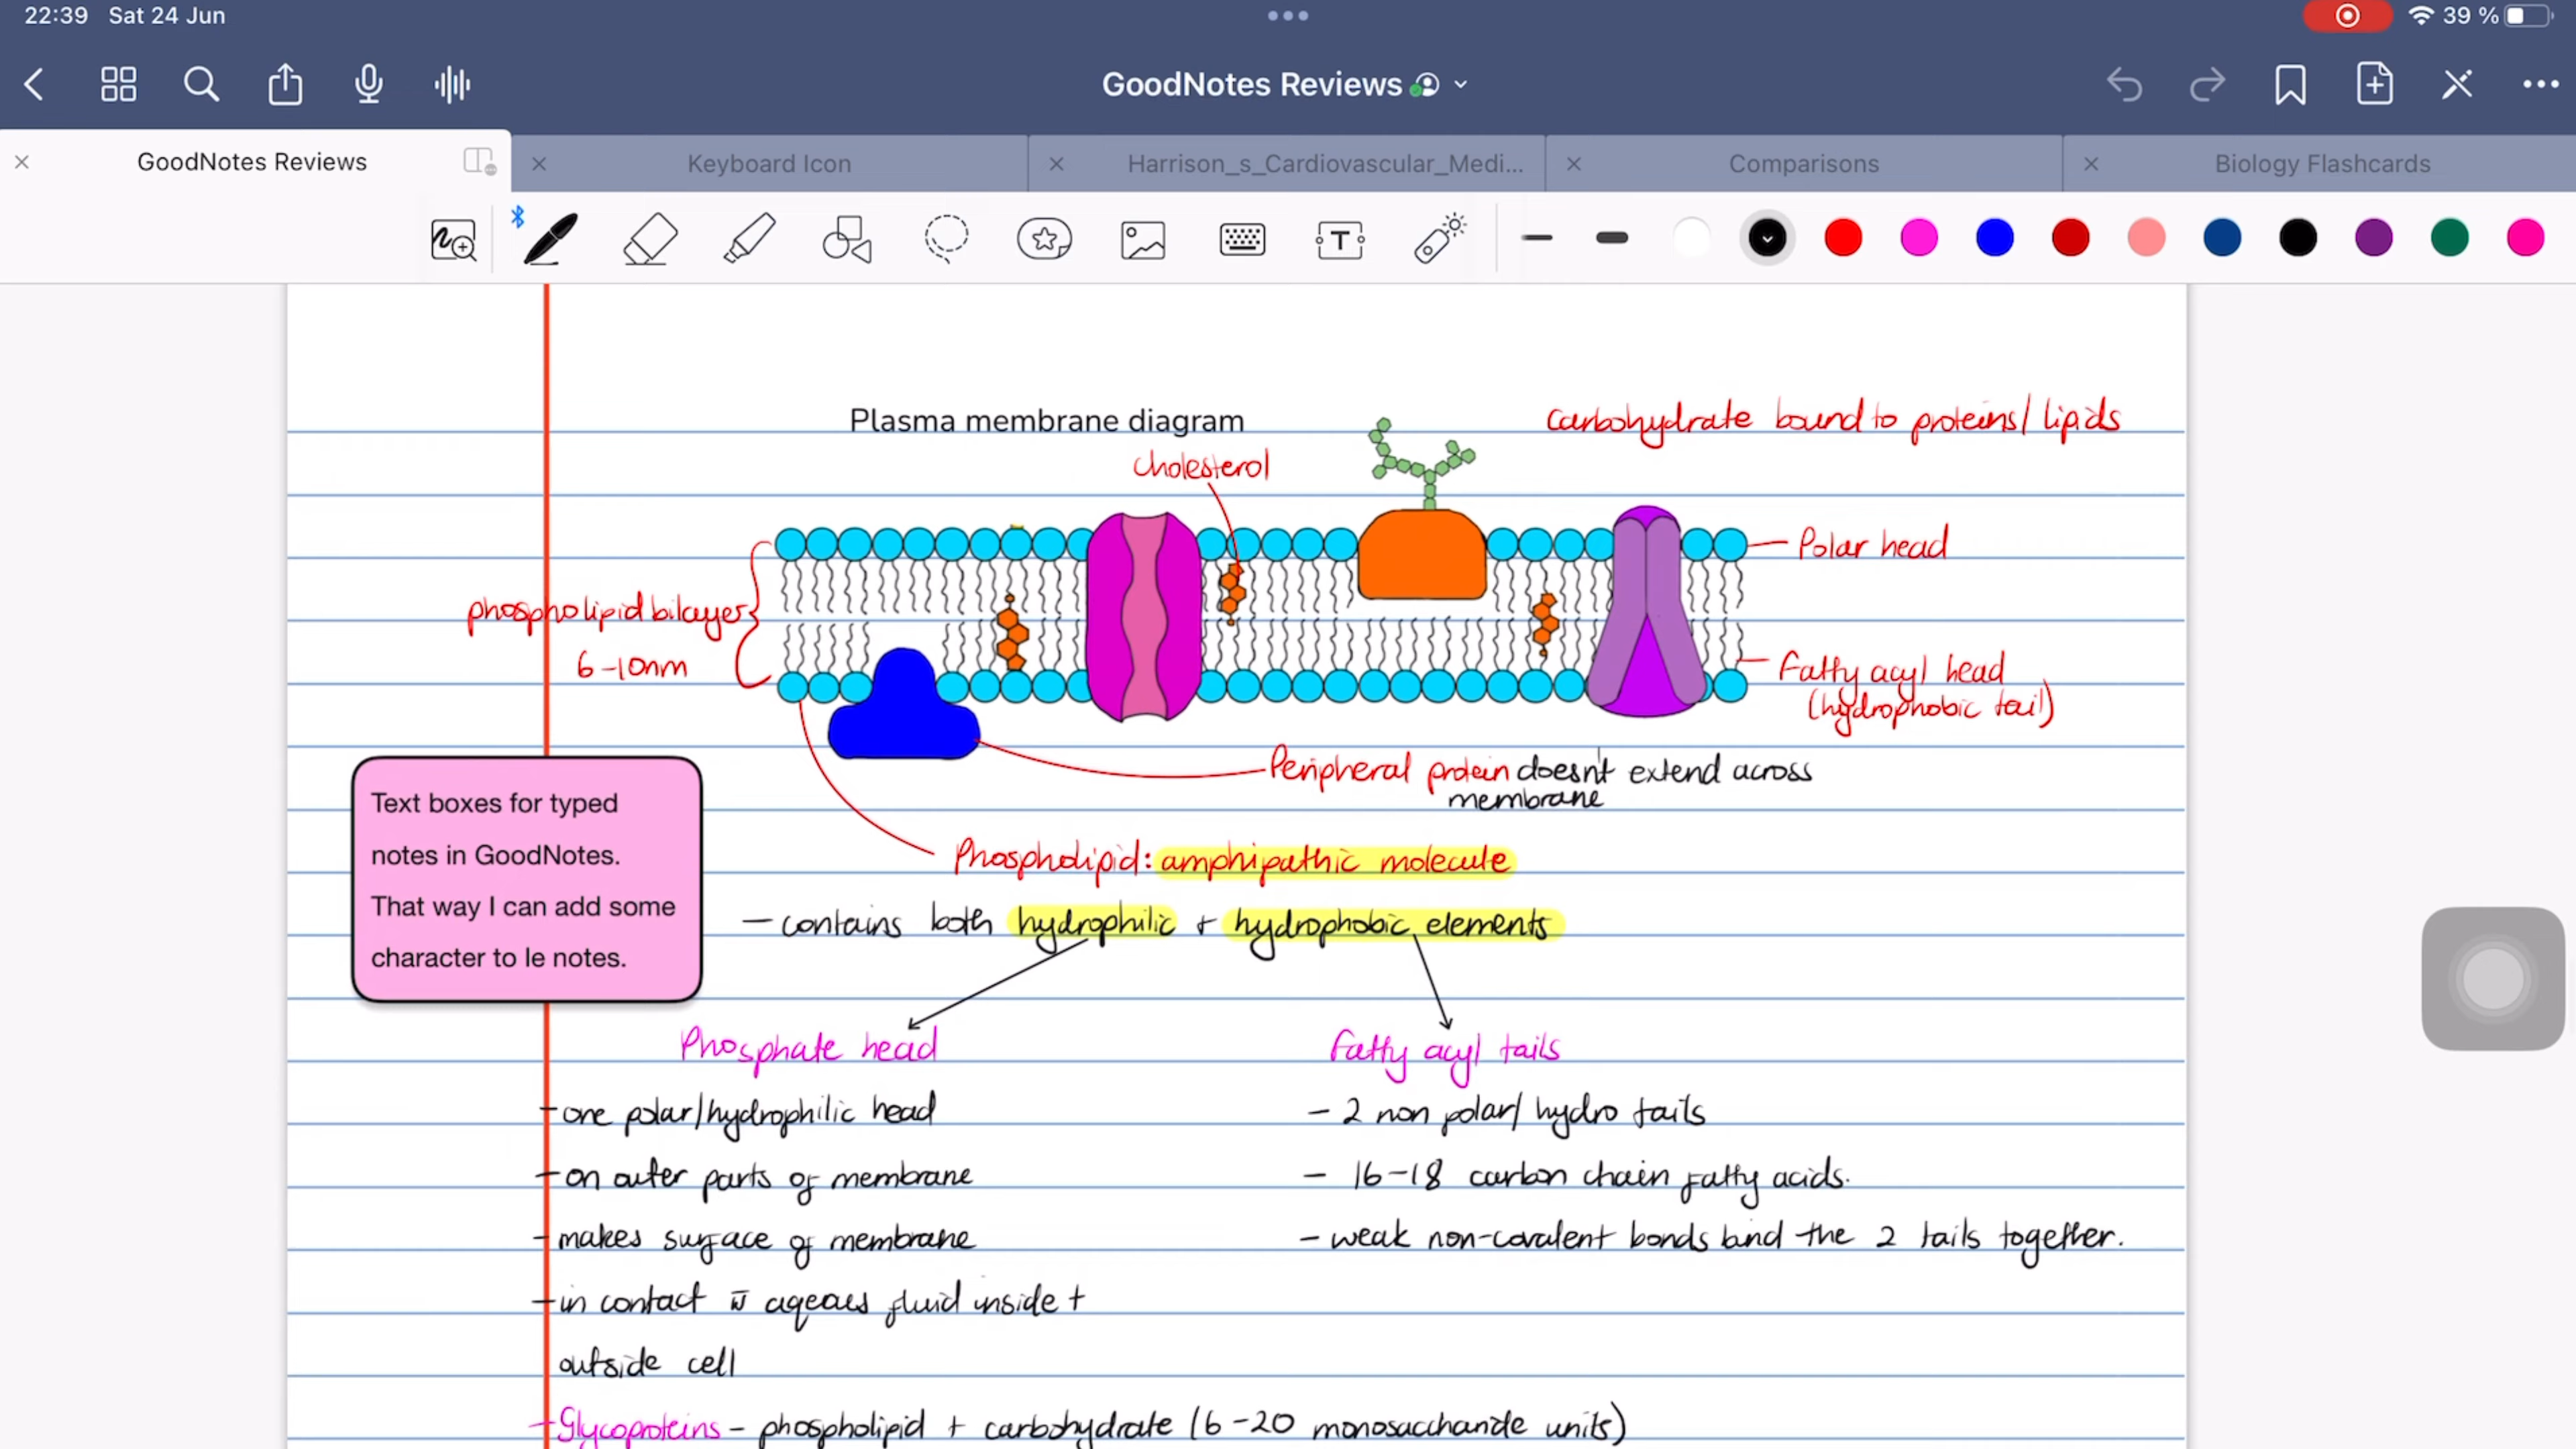 22:39 Sat 24 Jun
39 %
GoodNotes Reviews
GoodNotes Reviews
Keyboard Icon
Harrison_s_Cardiovascular_Medi...
Comparisons
Biology Flashcards
Plasma membrane diagram
Carbohydrate bound to proteins/ lipids
cholesterol
Polar head
phospholipid bilayer
6-10nm
Fatty acyl head
(hydrophobic tail)
Peripheral protein doesn't extend across
membrane
Text boxes for typed
notes in GoodNotes.
That way I can add some
character to le notes.
Phospholipid: amphipathic molecule
- contains both hydrophilic + hydrophobic elements
Phosphate head
- one polar/hydrophilic head
- on outer parts of membrane
- makes surface of membrane
- in contact w aqeous fluid inside +
outside cell
Fatty acyl tails
- 2 non polar/ hydro tails
- 16-18 carbon chain fatty acids.
- weak non-covalent bonds bind the 2 tails together.
- Glycoproteins - phospholipid + carbohydrate (6-20 monosaccharide units)